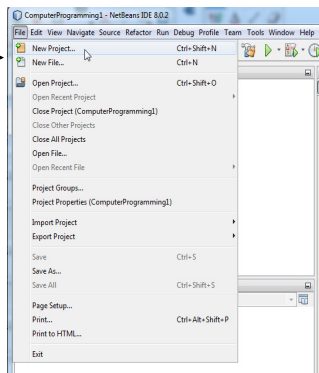 ComputerProgramming1 - NetBeans IDE 8.0.2
File Edit View Navigate Source Refactor Run Debug Profile Team Tools Window Help
New Project... Ctrl+Shift+N
New File... Ctrl+N
Open Project... Ctrl+Shift+O
Open Recent Project
Close Project (ComputerProgramming1)
Close Other Projects
Close All Projects
Open File...
Open Recent File
Project Groups...
Project Properties (ComputerProgramming1)
Import Project
Export Project
Save Ctrl+S
Save As...
Save All Ctrl+Shift+S
Page Setup...
Print... Ctrl+Alt+Shift+P
Print to HTML...
Exit